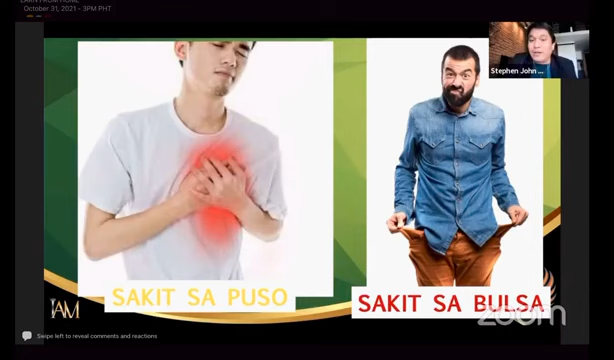 October 31, 2021 - 3PM PHT
Stephen John ...
SAKIT SA PUSO
SAKIT SA BULSA
IAM
zoom
Swipe left to reveal comments and reactions